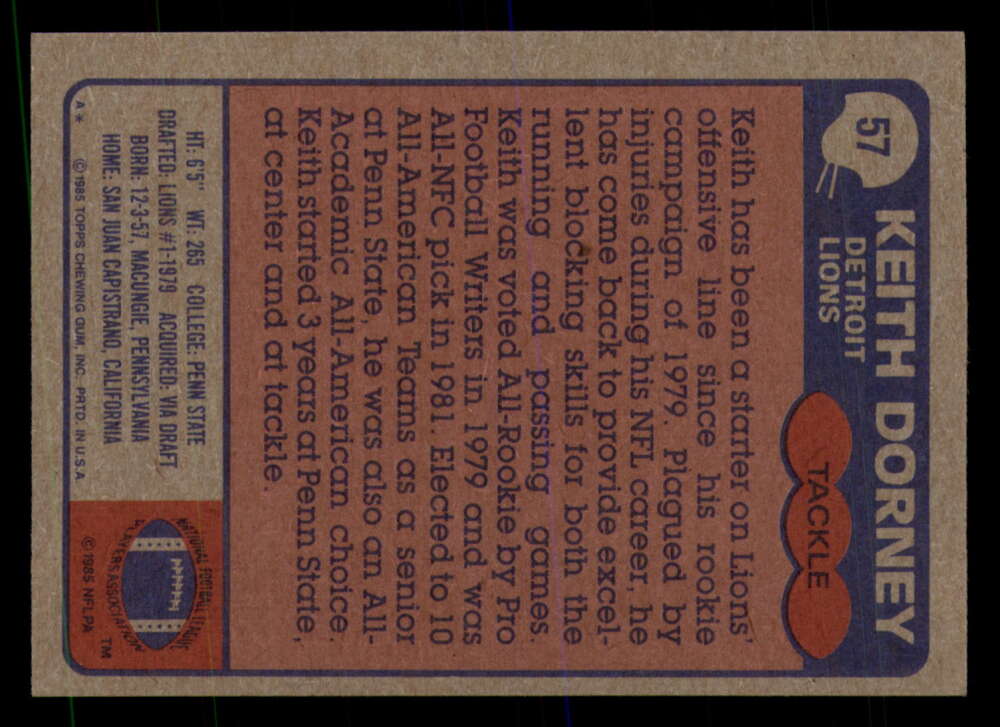 57
KEITH DORNEY
DETROIT
LIONS
TACKLE
Keith has been a starter on Lions'
offensive line since his rookie
campaign of 1979. Plagued by
injuries during his NFL career, he
has come back to provide excel-
lent blocking skills for both the
running and passing games.
Keith was voted All-Rookie by Pro
Football Writers in 1979 and was
All-NFC pick in 1981. Elected to 10
All-American Teams as a senior
at Penn State, he was also an All-
Academic All-American choice.
Keith started 3 years at Penn State,
at center and at tackle.
HT: 6'5" WT: 265 COLLEGE: PENN STATE
DRAFTED: LIONS #1-1979 ACQUIRED: VIA DRAFT
BORN: 12-3-57, MACUNGIE, PENNSYLVANIA
HOME: SAN JUAN CAPISTRANO, CALIFORNIA
A* © 1985 TOPPS CHEWING GUM, INC. PRTD. IN U.S.A.
NATIONAL FOOTBALL LEAGUE
PLAYERS ASSOCIATION
TM
© 1985 NFLPA